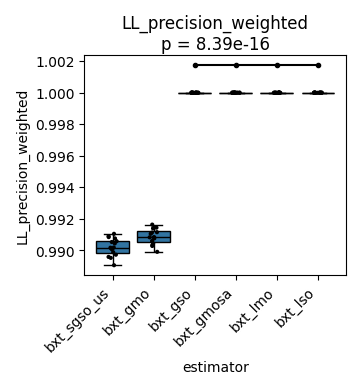 LL_precision_weighted
p = 8.39e-16
LL_precision_weighted
1.002
1.000
0.998
0.996
0.994
0.992
0.990
bxt_sgso_us
bxt_gmo
bxt_gso
bxt_gmosa
bxt_lmo
bxt_lso
estimator